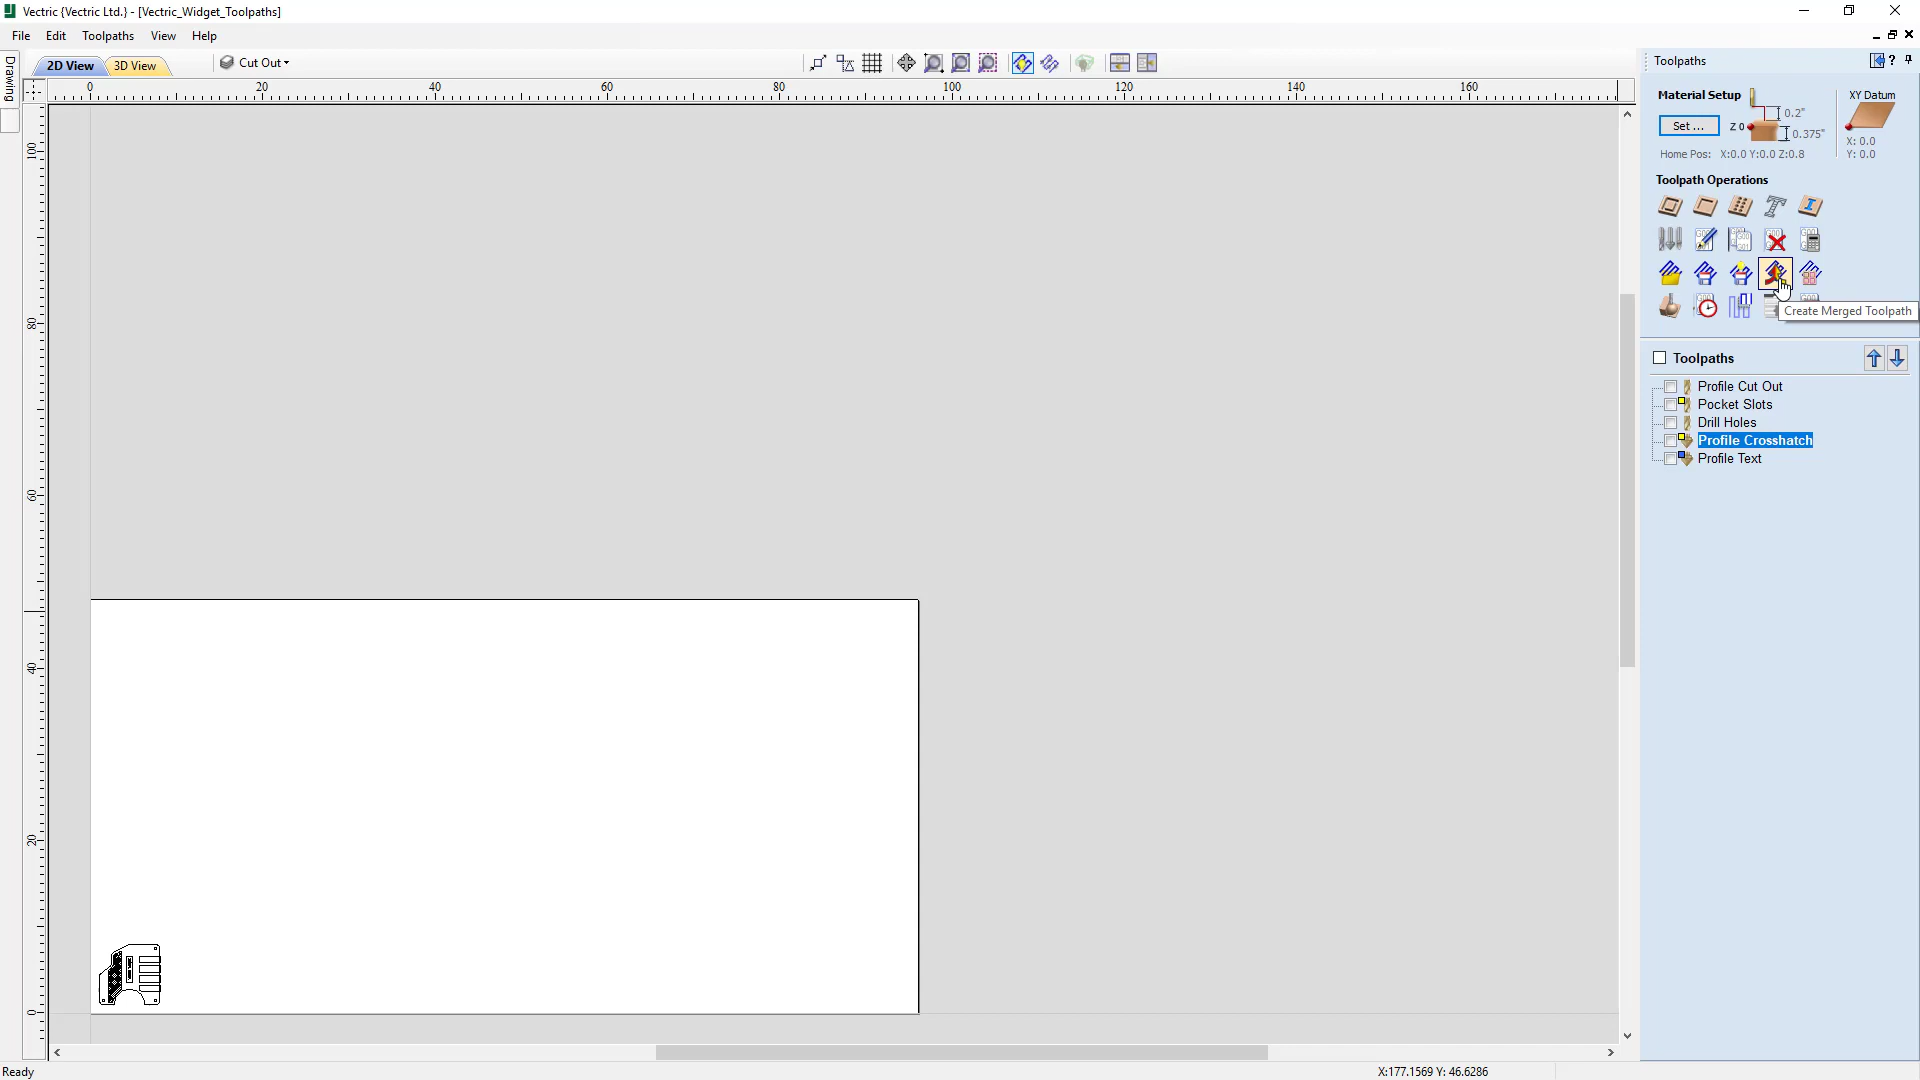 Vectric {Vectric Ltd.} - [Vectric_Widget_Toolpaths]
File Edit Toolpaths View Help
Drawing
2D View 3D View Cut Out
0 20 40 60 80 100 120 140 160
100
80
60
40
20
0
Toolpaths
Material Setup
Set ...
Z 0
0.2"
0.375"
Home Pos: X:0.0 Y:0.0 Z:0.8
XY Datum
X: 0.0
Y: 0.0
Toolpath Operations
Create Merged Toolpath
Toolpaths
Profile Cut Out
Pocket Slots
Drill Holes
Profile Crosshatch
Profile Text
Ready
X:177.1569 Y: 46.6286